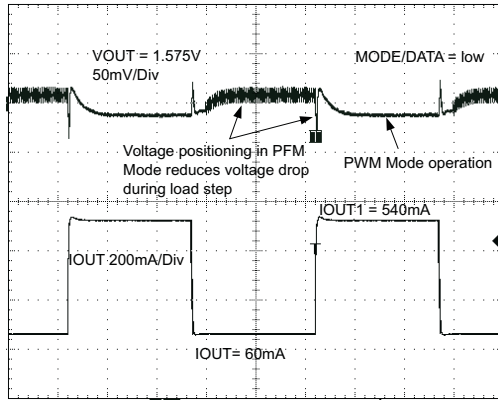 VOUT = 1.575V
50mV/Div
MODE/DATA = low
Voltage positioning in PFM
Mode reduces voltage drop
during load step
PWM Mode operation
IOUT1 = 540mA
IOUT 200mA/Div
IOUT= 60mA